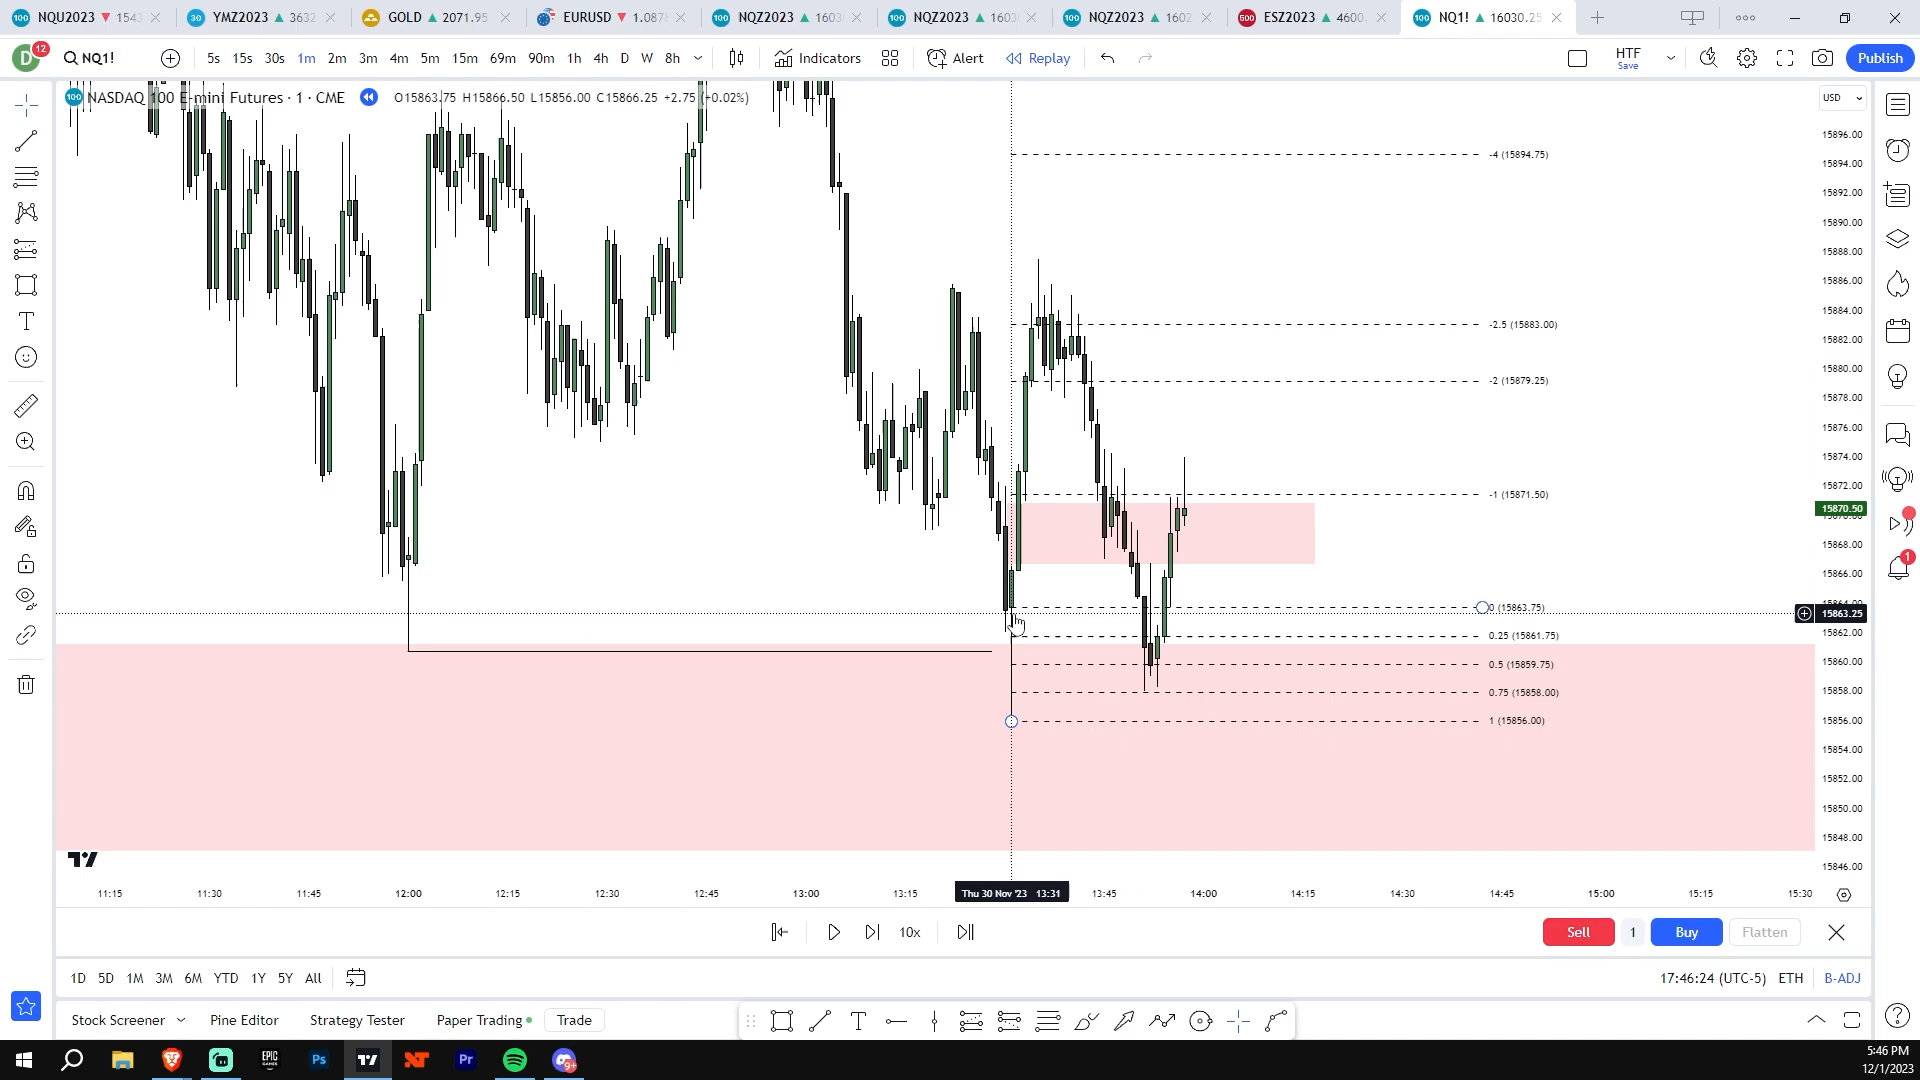 NQU2023 ▼ 154
YMZ2023 ▲ 3632
GOLD ▲ 2071.95
EURUSD ▼ 1.087
NQZ2023 ▲ 1603
NQZ2023 ▲ 1603
NQZ2023 ▲ 1602
ESZ2023 ▲ 4600.
NQ1! ▲ 16030.25
D 12 NQ1! 5s 15s 30s 1m 2m 3m 4m 5m 15m 69m 90m 1h 4h D W 8h Indicators Alert Replay HTF Save Publish
NASDAQ 100 E-mini Futures · 1 · CME O15863.75 H15866.50 L15856.00 C15866.25 +2.75 (+0.02%)
USD
15896.00
-4 (15894.75)
15894.00
15892.00
15890.00
15888.00
15886.00
15884.00
-2.5 (15883.00)
15882.00
15880.00
-2 (15879.25)
15878.00
15876.00
15874.00
15872.00
-1 (15871.50)
15870.50
15868.00
15866.00
0 (15863.75)
15863.25
15862.00
0.25 (15861.75)
15860.00
0.5 (15859.75)
15858.00
0.75 (15858.00)
15856.00
1 (15856.00)
15854.00
15852.00
15850.00
15848.00
15846.00
11:15 11:30 11:45 12:00 12:15 12:30 12:45 13:00 13:15 Thu 30 Nov '23 13:31 13:45 14:00 14:15 14:30 14:45 15:00 15:15 15:30
10x Sell 1 Buy Flatten
1D 5D 1M 3M 6M YTD 1Y 5Y All 17:46:24 (UTC-5) ETH B-ADJ
Stock Screener Pine Editor Strategy Tester Paper Trading Trade
5:46 PM
12/1/2023